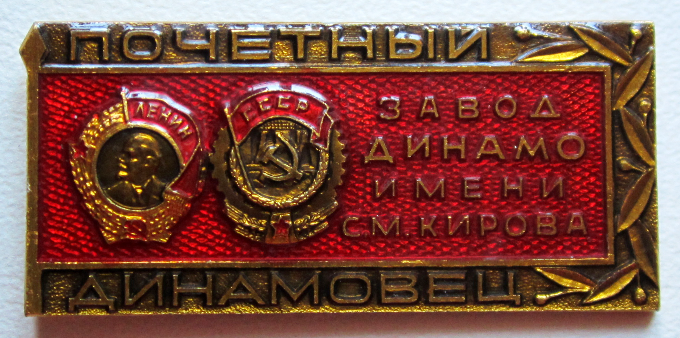 ПОЧЕТНЫЙ
ЛЕНИН
СССР
ЗАВОД
ДИНАМО
ИМЕНИ
С.М.КИРОВА
ДИНАМОВЕЦ